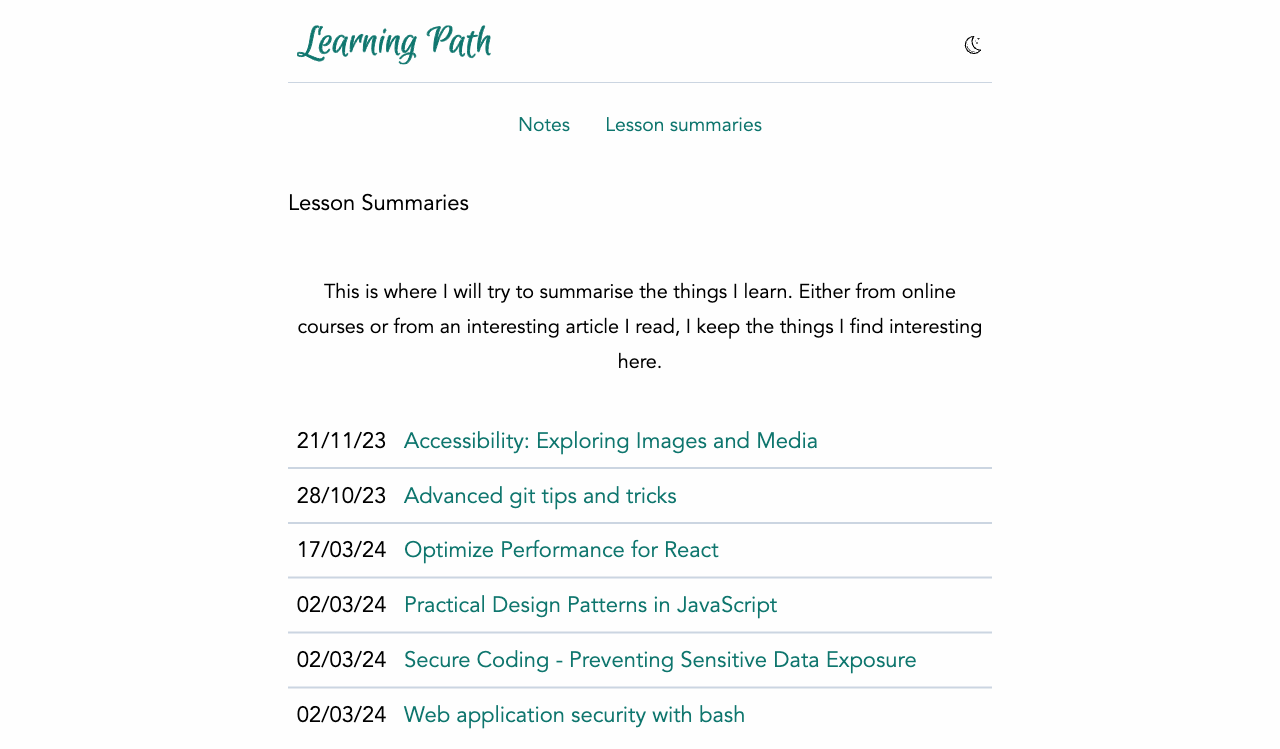 Learning Path
Notes Lesson summaries
Lesson Summaries
This is where I will try to summarise the things I learn. Either from online
courses or from an interesting article I read, I keep the things I find interesting
here.
21/11/23 Accessibility: Exploring Images and Media
28/10/23 Advanced git tips and tricks
17/03/24 Optimize Performance for React
02/03/24 Practical Design Patterns in JavaScript
02/03/24 Secure Coding - Preventing Sensitive Data Exposure
02/03/24 Web application security with bash